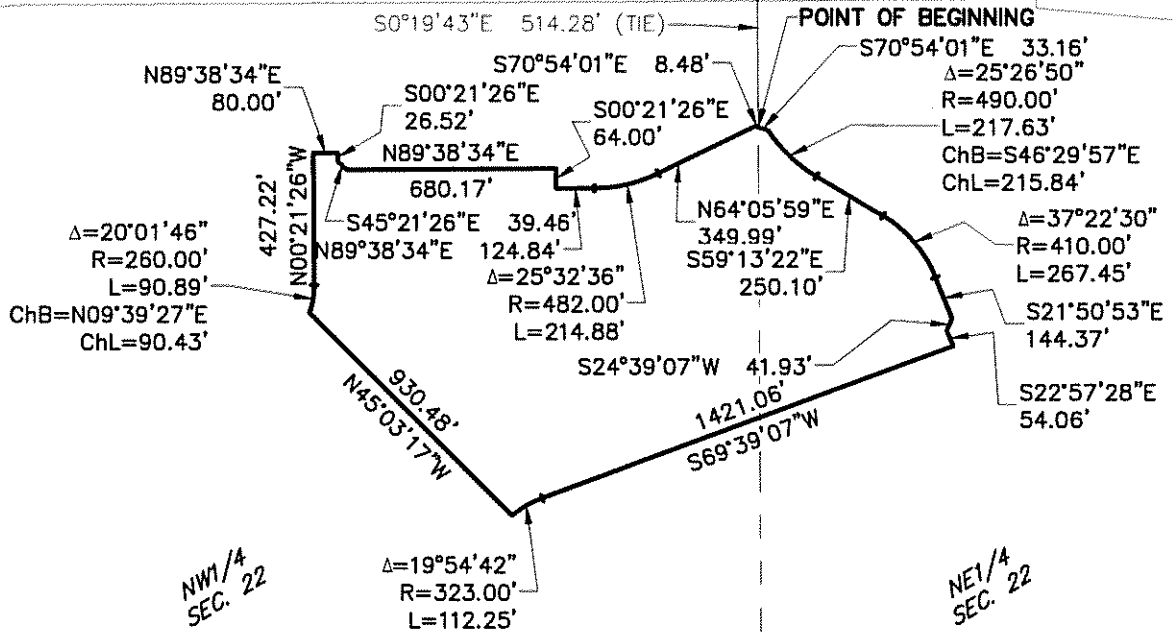 S0°19'43"E 514.28' (TIE)
POINT OF BEGINNING
S70°54'01"E 33.16'
S70°54'01"E 8.48'
Δ=25°26'50"
R=490.00'
L=217.63'
ChB=S46°29'57"E
ChL=215.84'
N89°38'34"E
80.00'
S00°21'26"E
26.52'
S00°21'26"E
64.00'
N89°38'34"E
680.17'
427.22'
N00°21'26"W
S45°21'26"E 39.46'
N89°38'34"E 124.84'
Δ=25°32'36"
R=482.00'
L=214.88'
N64°05'59"E
349.99'
S59°13'22"E
250.10'
Δ=37°22'30"
R=410.00'
L=267.45'
Δ=20°01'46"
R=260.00'
L=90.89'
ChB=N09°39'27"E
ChL=90.43'
S21°50'53"E
144.37'
S24°39'07"W 41.93'
S22°57'28"E
54.06'
930.48'
N45°03'17"W
1421.06'
S69°39'07"W
Δ=19°54'42"
R=323.00'
L=112.25'
NW1/4
SEC. 22
NE1/4
SEC. 22